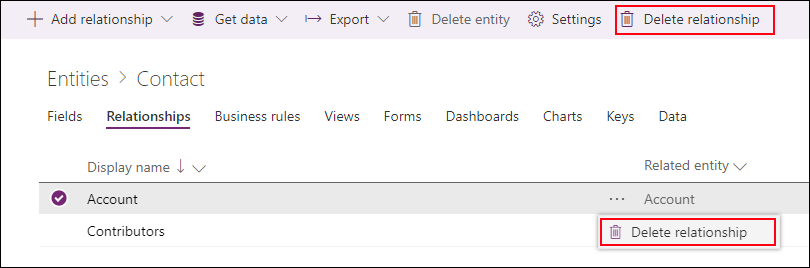 Add relationship Get data Export Delete entity Settings Delete relationship
Entities > Contact
Fields Relationships Business rules Views Forms Dashboards Charts Keys Data
Display name ↓ Related entity
Account ... Account
Contributors Delete relationship